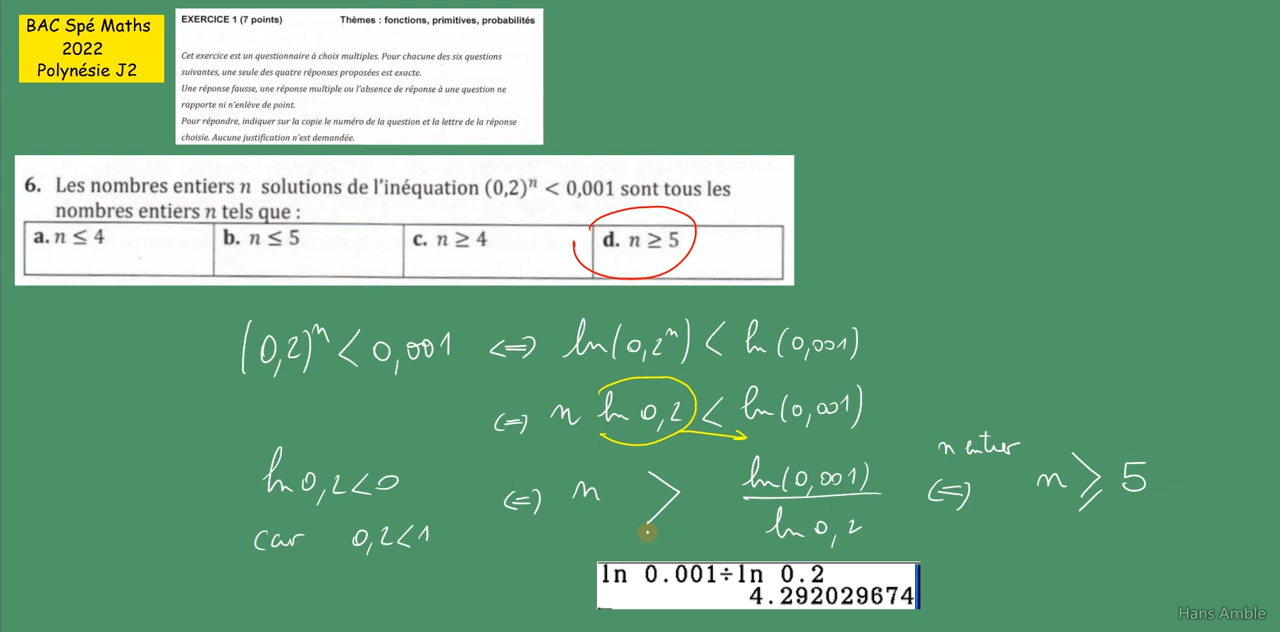 BAC Spé Maths
2022
Polynésie J2
EXERCICE 1 (7 points) Thèmes : fonctions, primitives, probabilités
Cet exercice est un questionnaire à choix multiples. Pour chacune des six questions
suivantes, une seule des quatre réponses proposées est exacte.
Une réponse fausse, une réponse multiple ou l'absence de réponse à une question ne
rapporte ni n'enlève de point.
Pour répondre, indiquer sur la copie le numéro de la question et la lettre de la réponse
choisie. Aucune justification n'est demandée.
6. Les nombres entiers n solutions de l'inéquation (0,2)ⁿ < 0,001 sont tous les
nombres entiers n tels que :
a. n ≤ 4 b. n ≤ 5 c. n ≥ 4 d. n ≥ 5
(0,2)ⁿ < 0,001 <=> ln(0,2ⁿ) < ln(0,001)
<=> n ln 0,2 < ln(0,001)
ln 0,2 < 0 <=> n > ln(0,001) / ln 0,2 n entier <=> n ≥ 5
car 0,2 < 1
ln 0.001÷ln 0.2
4.292029674
Hans Amble